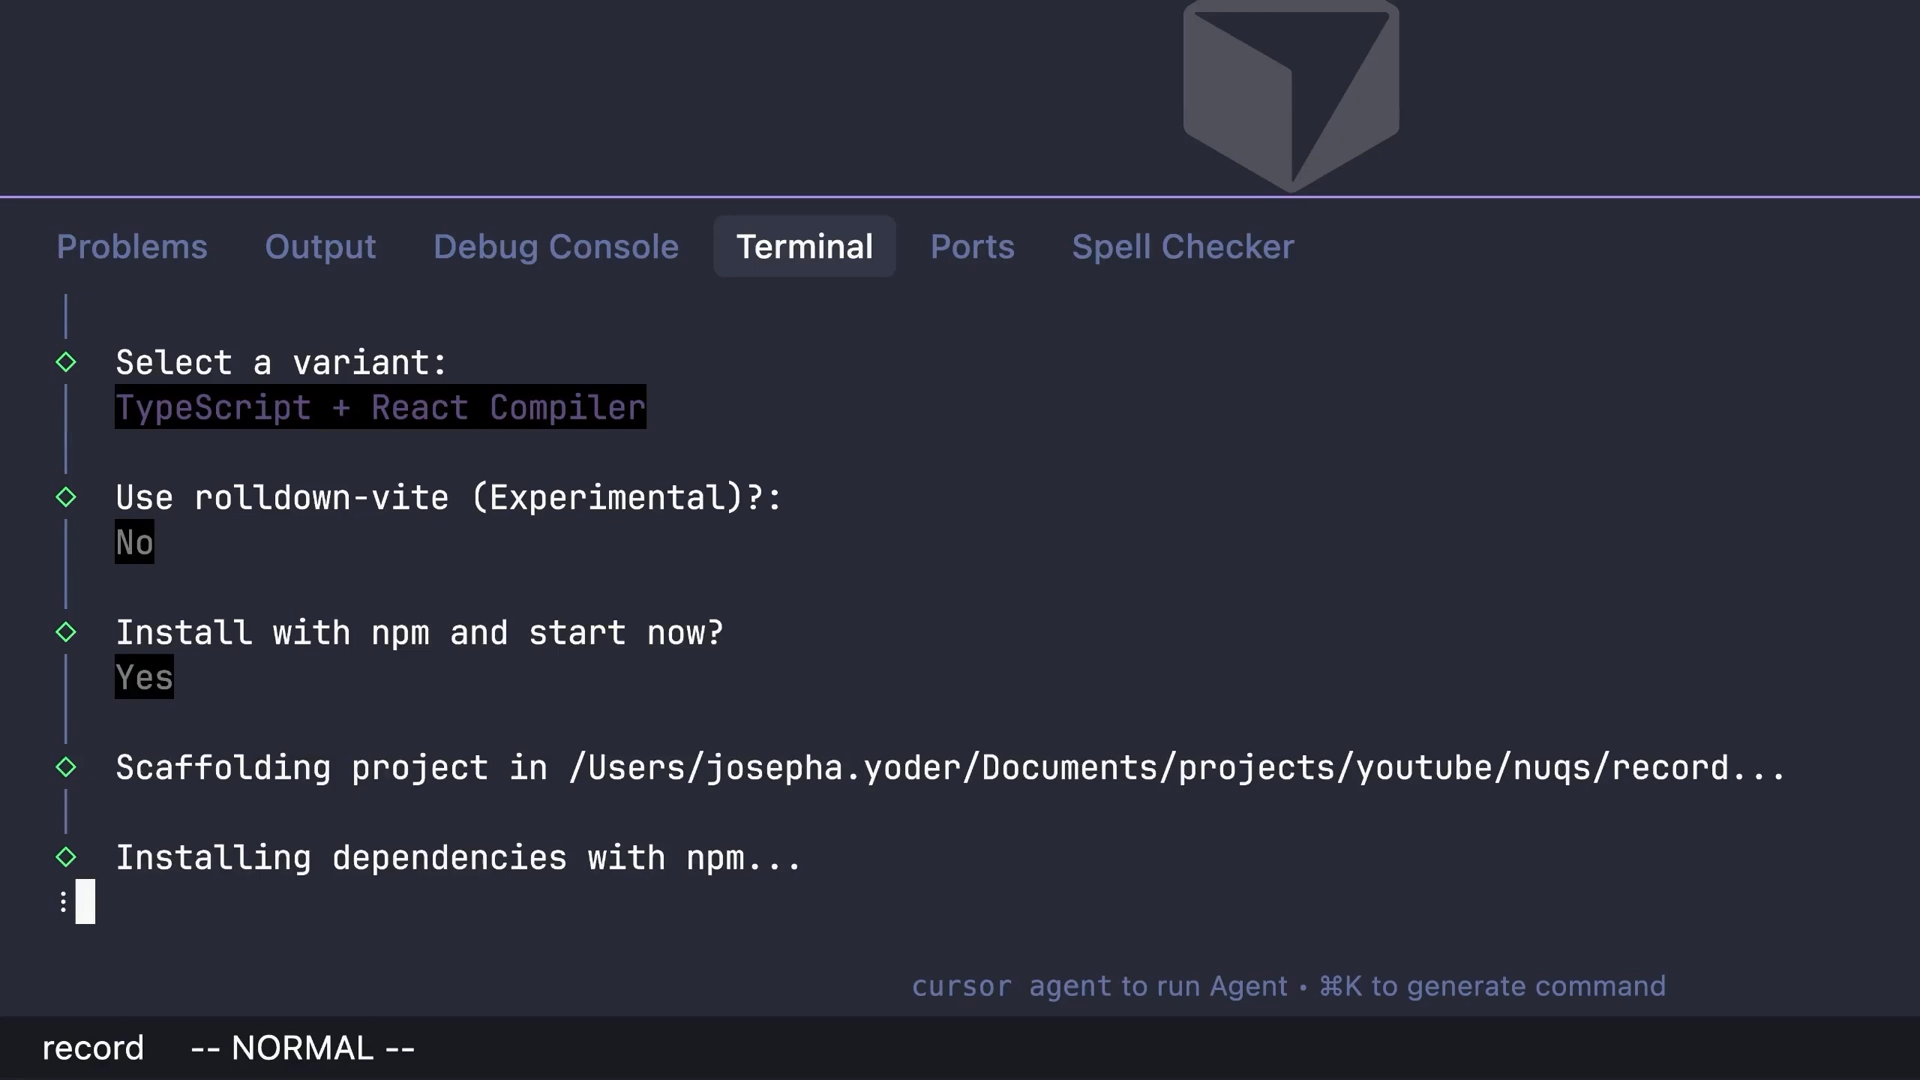 Problems Output Debug Console Terminal Ports Spell Checker
Select a variant:
TypeScript + React Compiler
Use rolldown-vite (Experimental)?:
No
Install with npm and start now?
Yes
Scaffolding project in /Users/josepha.yoder/Documents/projects/youtube/nuqs/record...
Installing dependencies with npm...
cursor agent to run Agent • ⌘K to generate command
record -- NORMAL --